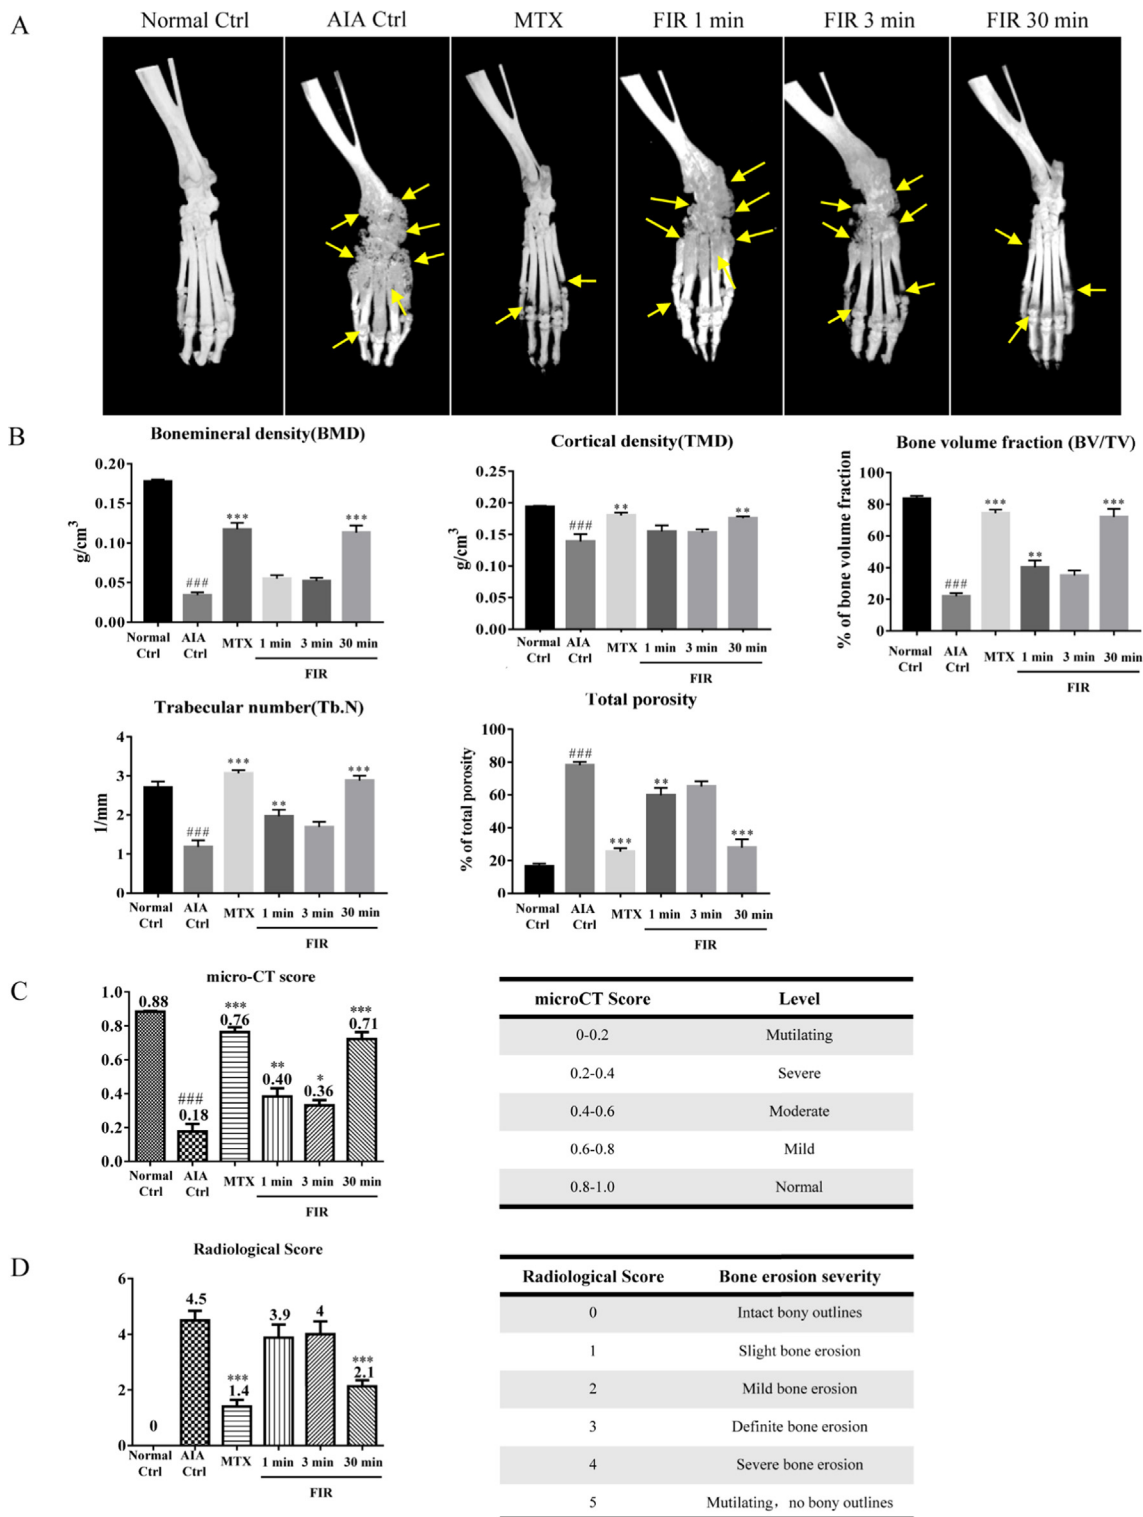 A
Normal Ctrl AIA Ctrl MTX FIR 1 min FIR 3 min FIR 30 min
B
Bonemineral density(BMD)
g/cm³
0.20
0.15
0.10
0.05
0.00
###
***
***
Normal Ctrl AIA Ctrl MTX 1 min 3 min 30 min
FIR
Cortical density(TMD)
g/cm³
0.25
0.20
0.15
0.10
0.05
0.00
###
**
**
Normal Ctrl AIA Ctrl MTX 1 min 3 min 30 min
FIR
Bone volume fraction (BV/TV)
% of bone volume fraction
100
80
60
40
20
0
###
***
**
***
Normal Ctrl AIA Ctrl MTX 1 min 3 min 30 min
FIR
Trabecular number(Tb.N)
1/mm
4
3
2
1
0
###
***
**
***
Normal Ctrl AIA Ctrl MTX 1 min 3 min 30 min
FIR
Total porosity
% of total porosity
100
80
60
40
20
0
###
***
**
***
Normal Ctrl AIA Ctrl MTX 1 min 3 min 30 min
FIR
C
micro-CT score
1.0
0.8
0.6
0.4
0.2
0.0
0.88
###
0.18
***
0.76
**
0.40
*
0.36
***
0.71
Normal Ctrl AIA Ctrl MTX 1 min 3 min 30 min
FIR
microCT Score Level
0-0.2 Mutilating
0.2-0.4 Severe
0.4-0.6 Moderate
0.6-0.8 Mild
0.8-1.0 Normal
D
Radiological Score
6
4
2
0
0
4.5
***
1.4
3.9
4
***
2.1
Normal Ctrl AIA Ctrl MTX 1 min 3 min 30 min
FIR
Radiological Score Bone erosion severity
0 Intact bony outlines
1 Slight bone erosion
2 Mild bone erosion
3 Definite bone erosion
4 Severe bone erosion
5 Mutilating，no bony outlines